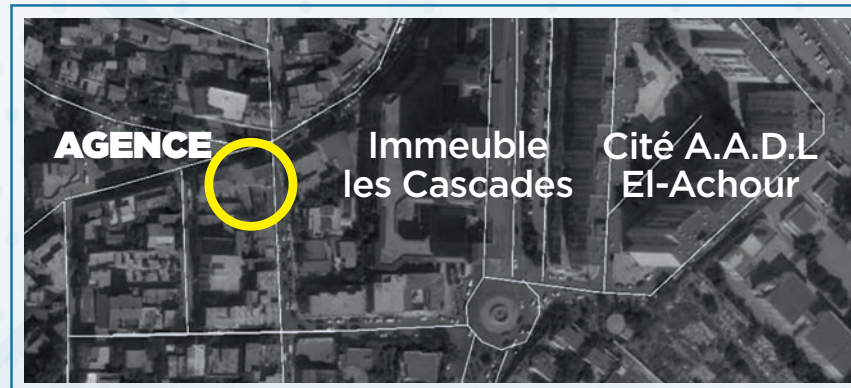 AGENCE
Immeuble
les Cascades
Cité A.A.D.L
El-Achour